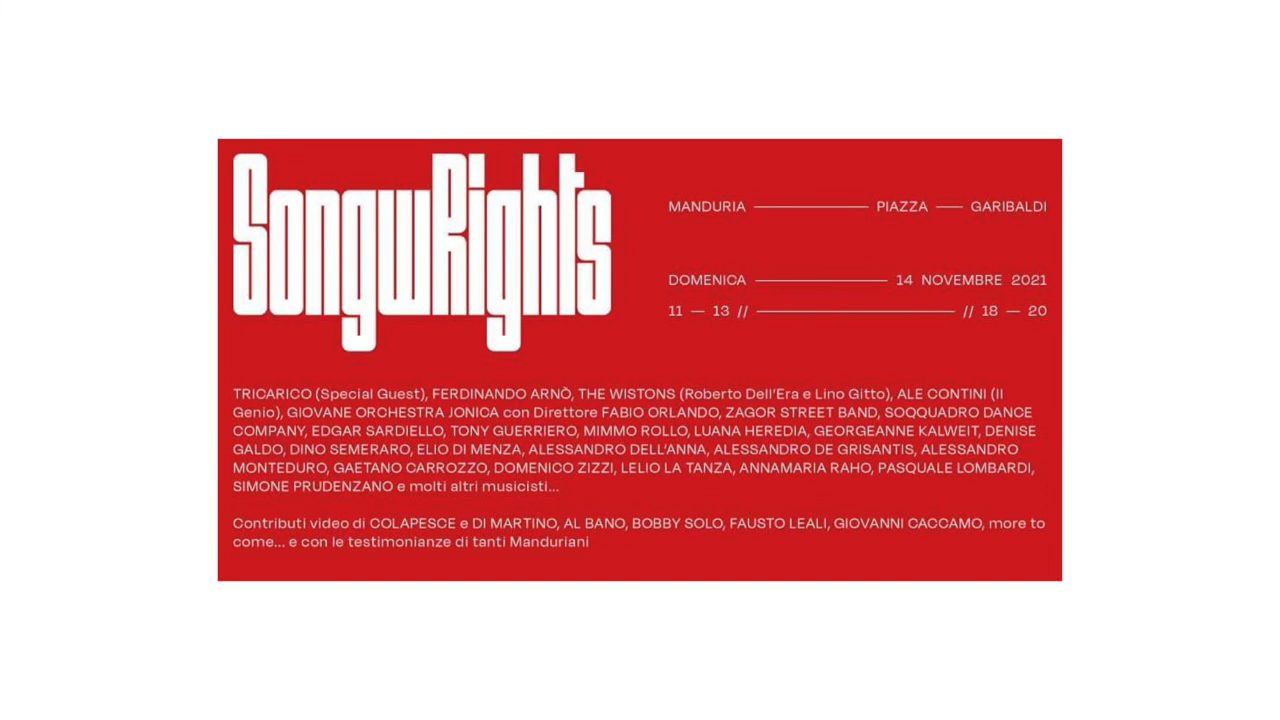 SongwRights
MANDURIA — PIAZZA — GARIBALDI
DOMENICA — 14 NOVEMBRE 2021
11 — 13 // — // 18 — 20
TRICARICO (Special Guest), FERDINANDO ARNÒ, THE WISTONS (Roberto Dell'Era e Lino Gitto), ALE CONTINI (Il
Genio), GIOVANE ORCHESTRA JONICA con Direttore FABIO ORLANDO, ZAGOR STREET BAND, SOQQUADRO DANCE
COMPANY, EDGAR SARDIELLO, TONY GUERRIERO, MIMMO ROLLO, LUANA HEREDIA, GEORGEANNE KALWEIT, DENISE
GALDO, DINO SEMERARO, ELIO DI MENZA, ALESSANDRO DELL'ANNA, ALESSANDRO DE GRISANTIS, ALESSANDRO
MONTEDURO, GAETANO CARROZZO, DOMENICO ZIZZI, LELIO LA TANZA, ANNAMARIA RAHO, PASQUALE LOMBARDI,
SIMONE PRUDENZANO e molti altri musicisti...
Contributi video di COLAPESCE e DI MARTINO, AL BANO, BOBBY SOLO, FAUSTO LEALI, GIOVANNI CACCAMO, more to
come... e con le testimonianze di tanti Manduriani